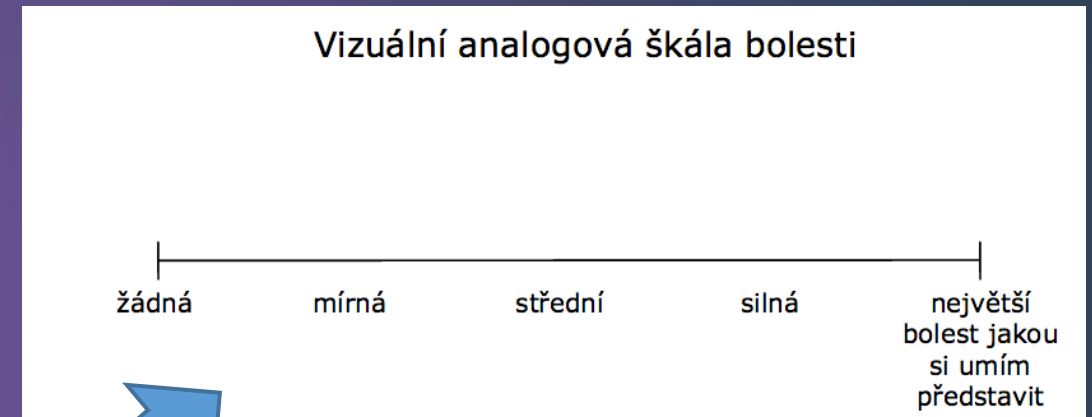 Vizuální analogová škála bolesti
žádná mírná střední silná největší
bolest jakou
si umím
představit